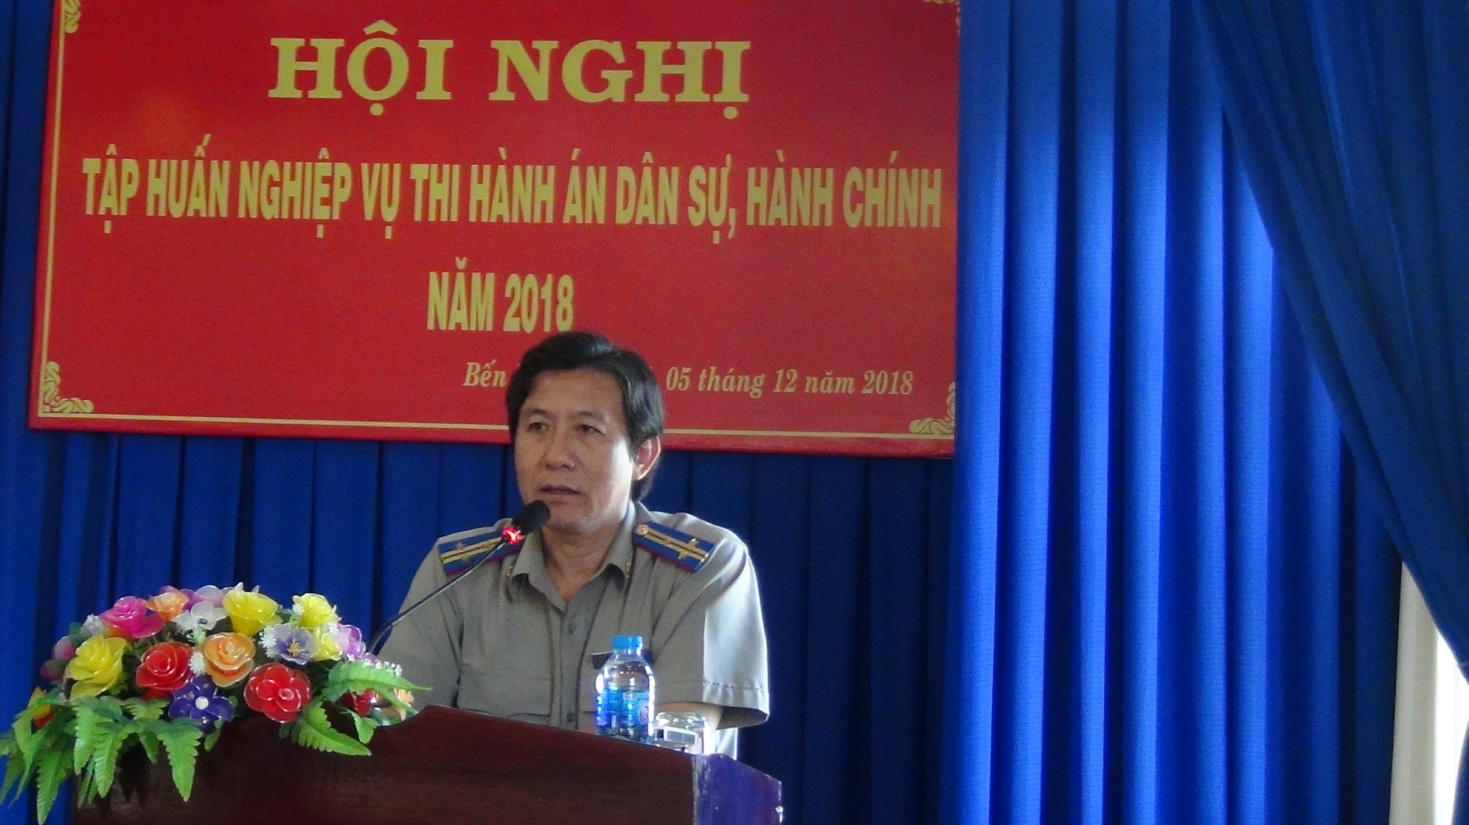 HỘI NGHỊ
TẬP HUẤN NGHIỆP VỤ THI HÀNH ÁN DÂN SỰ, HÀNH CHÍNH
NĂM 2018
Bến 05 tháng 12 năm 2018